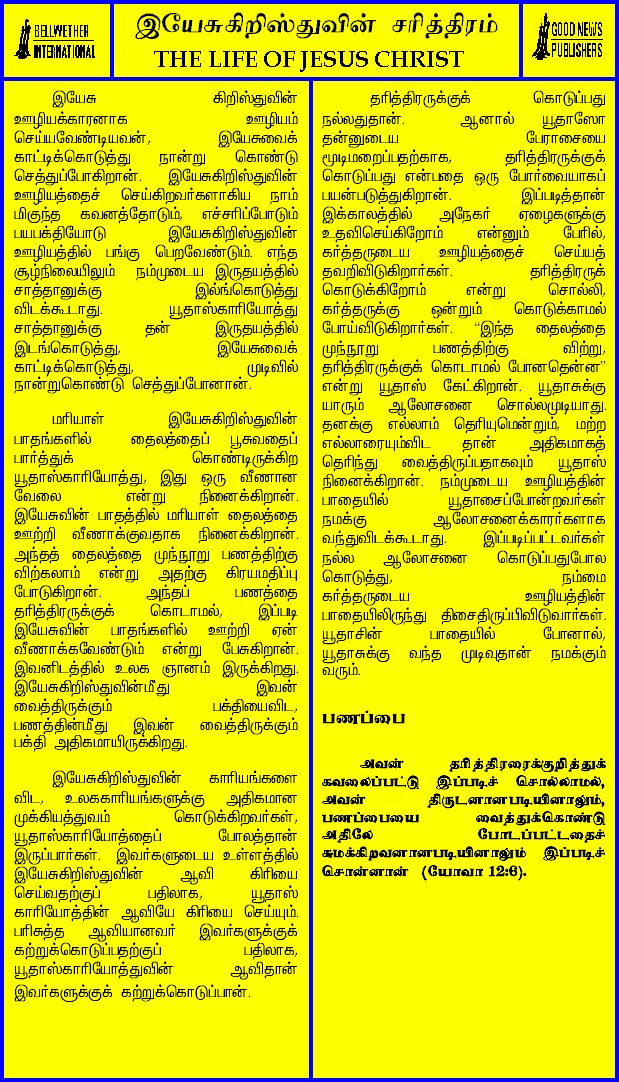 BELLWETHER
INTERNATIONAL
இயேசுகிறிஸ்துவின் சரித்திரம்
THE LIFE OF JESUS CHRIST
GOOD NEWS
PUBLISHERS
இயேசு கிறிஸ்துவின்
ஊழியக்காரனாக ஊழியம்
செய்யவேண்டியவன், இயேசுவைக்
காட்டிக்கொடுத்து நான்று கொண்டு
செத்துப்போகிறான். இயேசுகிறிஸ்துவின்
ஊழியத்தைச் செய்கிறவர்களாகிய நாம்
மிகுந்த கவனத்தோடும், எச்சரிப்போடும்
பயபக்தியோடு இயேசுகிறிஸ்துவின்
ஊழியத்தில் பங்கு பெறவேண்டும். எந்த
சூழ்நிலையிலும் நம்முடைய இருதயத்தில்
சாத்தானுக்கு இல்ங்கொடுத்து
விடக்கூடாது. யூதாஸ்காரியோத்து
சாத்தானுக்கு தன் இருதயத்தில்
இடங்கொடுத்து, இயேசுவைக்
காட்டிக்கொடுத்து, முடிவில்
நான்றுகொண்டு செத்துப்போனான்.
மரியாள் இயேசுகிறிஸ்துவின்
பாதங்களில் தைலத்தைப் பூசுவதைப்
பார்த்துக் கொண்டிருக்கிற
யூதாஸ்காரியோத்து, இது ஒரு வீணான
வேலை என்று நினைக்கிறான்.
இயேசுவின் பாதத்தில் மரியாள் தைலத்தை
ஊற்றி வீணாக்குவதாக நினைக்கிறான்.
அந்தத் தைலத்தை முந்நூறு பணத்திற்கு
விற்கலாம் என்று அதற்கு கிரயமதிப்பு
போடுகிறான். அந்தப் பணத்தை
தரித்திரருக்குக் கொடாமல், இப்படி
இயேசுவின் பாதங்களில் ஊற்றி ஏன்
வீணாக்கவேண்டும் என்று பேசுகிறான்.
இவனிடத்தில் உலக ஞானம் இருக்கிறது.
இயேசுகிறிஸ்துவின்மீது இவன்
வைத்திருக்கும் பக்தியைவிட,
பணத்தின்மீது இவன் வைத்திருக்கும்
பக்தி அதிகமாயிருக்கிறது.
இயேசுகிறிஸ்துவின் காரியங்களை
விட, உலககாரியங்களுக்கு அதிகமான
முக்கியத்துவம் கொடுக்கிறவர்கள்,
யூதாஸ்காரியோத்தைப் போலத்தான்
இருப்பார்கள். இவர்களுடைய உள்ளத்தில்
இயேசுகிறிஸ்துவின் ஆவி கிரியை
செய்வதற்குப் பதிலாக, யூதாஸ்
காரியோத்தின் ஆவியே கிரியை செய்யும்.
பரிசுத்த ஆவியானவர் இவர்களுக்குக்
கற்றுக்கொடுப்பதற்குப் பதிலாக,
யூதாஸ்காரியோத்துவின் ஆவிதான்
இவர்களுக்குக் கற்றுக்கொடுப்பான்.
தரித்திரருக்குக் கொடுப்பது
நல்லதுதான். ஆனால் யூதாஸோ
தன்னுடைய பேராசையை
மூடிமறைப்பதற்காக, தரித்திரருக்குக்
கொடுப்பது என்பதை ஒரு போர்வையாகப்
பயன்படுத்துகிறான். இப்படித்தான்
இக்காலத்தில் அநேகர் ஏழைகளுக்கு
உதவிசெய்கிறோம் என்னும் பேரில்,
கர்த்தருடைய ஊழியத்தைச் செய்யத்
தவறிவிடுகிறார்கள். தரித்திரருக்
கொடுக்கிறோம் என்று சொல்லி,
கர்த்தருக்கு ஒன்றும் கொடுக்காமல்
போய்விடுகிறார்கள். “இந்த தைலத்தை
முந்நூறு பணத்திற்கு விற்று,
தரித்திரருக்குக் கொடாமல் போனதென்ன”
என்று யூதாஸ் கேட்கிறான். யூதாசுக்கு
யாரும் ஆலோசனை சொல்லமுடியாது.
தனக்கு எல்லாம் தெரியுமென்றும், மற்ற
எல்லாரையும்விட தான் அதிகமாகத்
தெரிந்து வைத்திருப்பதாகவும் யூதாஸ்
நினைக்கிறான். நம்முடைய ஊழியத்தின்
பாதையில் யூதாசைப்போன்றவர்கள்
நமக்கு ஆலோசனைக்காரர்களாக
வந்துவிடக்கூடாது. இப்படிப்பட்டவர்கள்
நல்ல ஆலோசனை கொடுப்பதுபோல
கொடுத்து, நம்மை
கர்த்தருடைய ஊழியத்தின்
பாதையிலிருந்து திசைதிருப்பிவிடுவார்கள்.
யூதாசின் பாதையில் போனால்,
யூதாசுக்கு வந்த முடிவுதான் நமக்கும்
வரும்.
பணப்பை
அவன் தரித்திரரைக்குறித்துக்
கவலைப்பட்டு இப்படிச் சொல்லாமல்,
அவன் திருடனானபடியினாலும்,
பணப்பையை வைத்துக்கொண்டு
அதிலே போடப்பட்டதைச்
சுமக்கிறவனானபடியினாலும் இப்படிச்
சொன்னான் (யோவா 12:6).